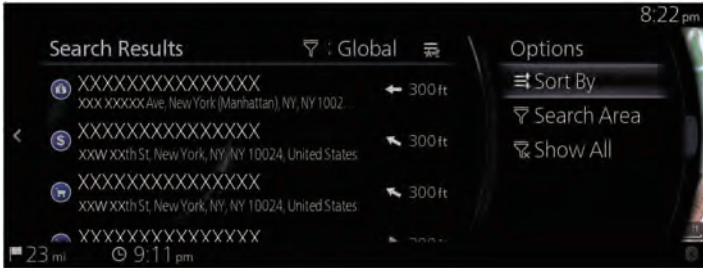 8:22 pm
Search Results
: Global
Options
XXXXXXXXXXXXXXX
300 ft
XXX XXXXX Ave, New York (Manhattan), NY, NY 1002...
Sort By
XXXXXXXXXXXXXXX
300 ft
XXW XXth St, New York, NY, NY 10024, United States
Search Area
XXXXXXXXXXXXXXX
300 ft
XXW XXth St, New York, NY, NY 10024, United States
Show All
XXXXXXXXXXXXXXX
23 mi
9:11 pm